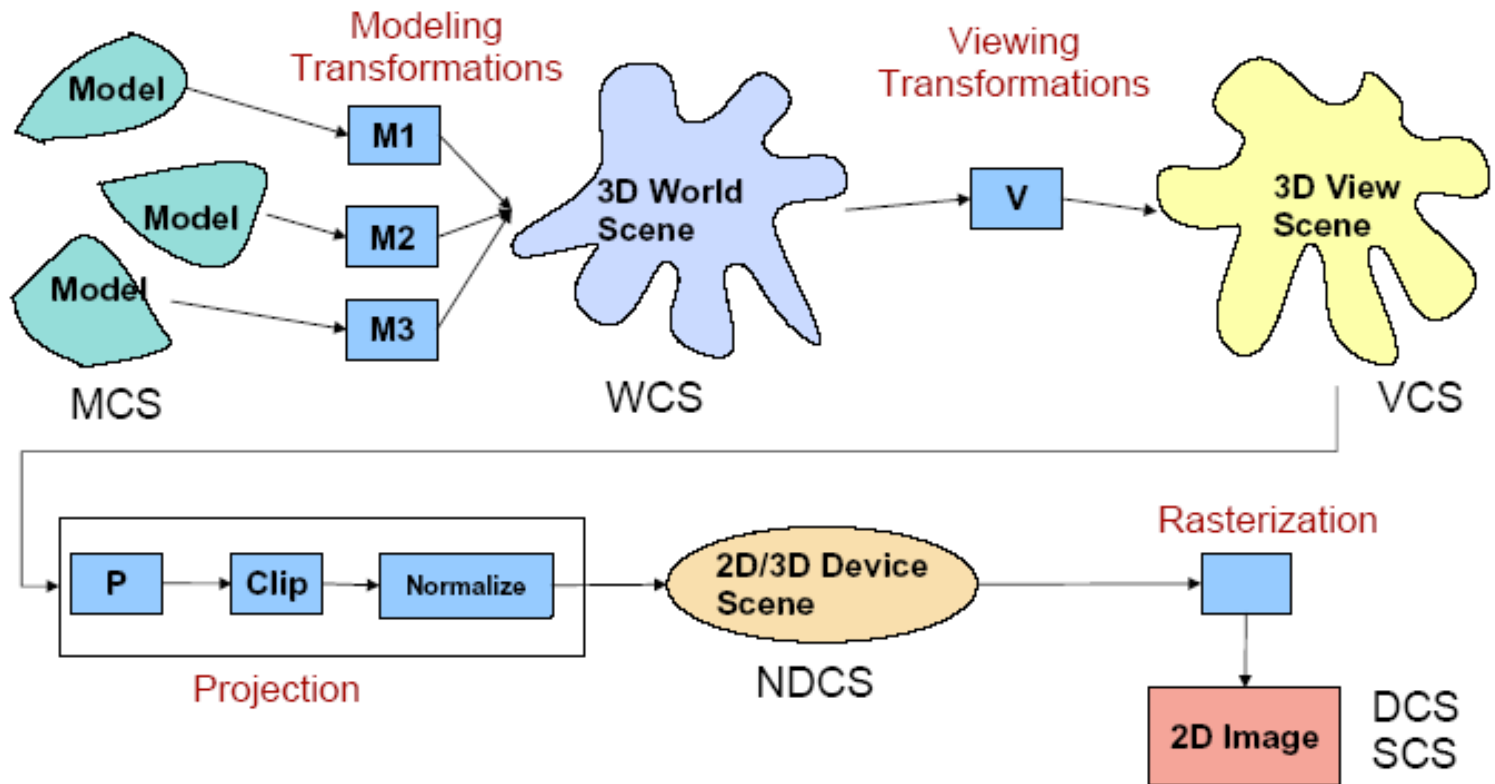 Modeling
Transformations
Viewing
Transformations
Model
M1
Model
M2
Model
M3
3D World
Scene
V
3D View
Scene
MCS
WCS
VCS
P
Clip
Normalize
2D/3D Device
Scene
Rasterization
Projection
NDCS
2D Image
DCS
SCS